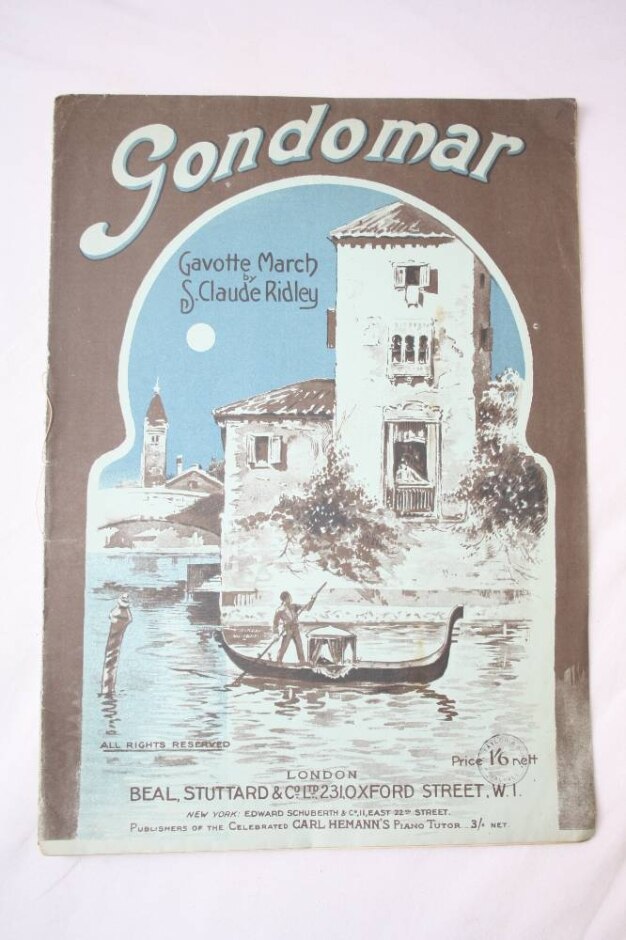 Gondomar
Gavotte March
by
S. Claude Ridley
ALL RIGHTS RESERVED
Price 1/6 nett
LONDON
BEAL, STUTTARD & Co LTD 231. OXFORD STREET. W.1.
NEW YORK: EDWARD SCHUBERTH & Co, 11, EAST 22ND STREET.
PUBLISHERS OF THE CELEBRATED CARL HEMANN'S PIANO TUTOR... 3/- NET